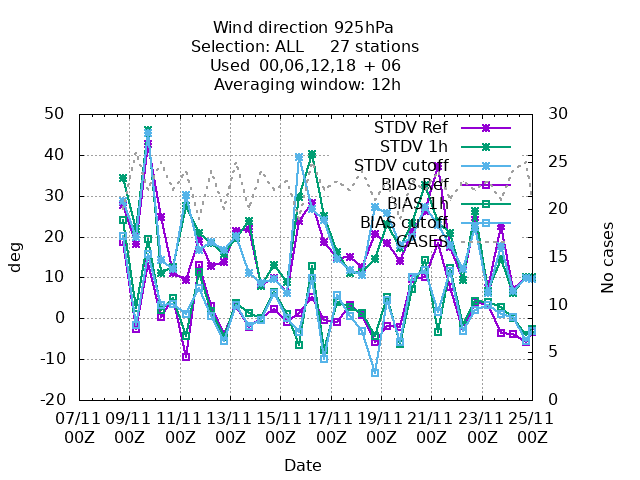 Wind direction 925hPa
Selection: ALL 27 stations
Used 00,06,12,18 + 06
Averaging window: 12h
50
40
30
20
10
0
-10
-20
30
25
20
15
10
5
0
deg
No cases
STDV Ref
STDV 1h
STDV cutoff
BIAS Ref
BIAS 1h
BIAS cutoff
CASES
07/11 09/11 11/11 13/11 15/11 17/11 19/11 21/11 23/11 25/11
00Z 00Z 00Z 00Z 00Z 00Z 00Z 00Z 00Z 00Z
Date